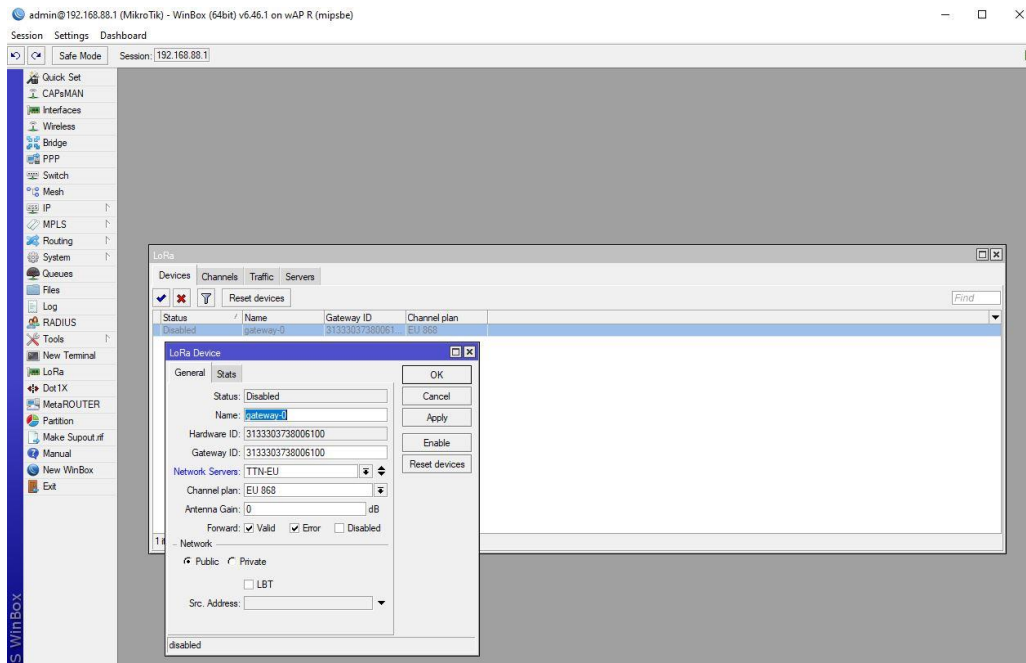 admin@192.168.88.1 (MikroTik) - WinBox (64bit) v6.46.1 on wAP R (mipsbe)
Session Settings Dashboard
Safe Mode Session: 192.168.88.1
Quick Set
CAPsMAN
Interfaces
Wireless
Bridge
PPP
Switch
Mesh
IP
MPLS
Routing
System
Queues
Files
Log
RADIUS
Tools
New Terminal
LoRa
Dot1X
MetaROUTER
Partition
Make Supout.rif
Manual
New WinBox
Exit
S WinBox
LoRa
Devices Channels Traffic Servers
Reset devices Find
Status Name Gateway ID Channel plan
Disabled gateway-0 31333037380061... EU 868
LoRa Device
General Stats
Status: Disabled
Name: gateway-0
Hardware ID: 3133303738006100
Gateway ID: 3133303738006100
Network Servers: TTN-EU
Channel plan: EU 868
Antenna Gain: 0 dB
Forward: Valid Error Disabled
Network
Public Private
LBT
Src. Address:
disabled
OK
Cancel
Apply
Enable
Reset devices